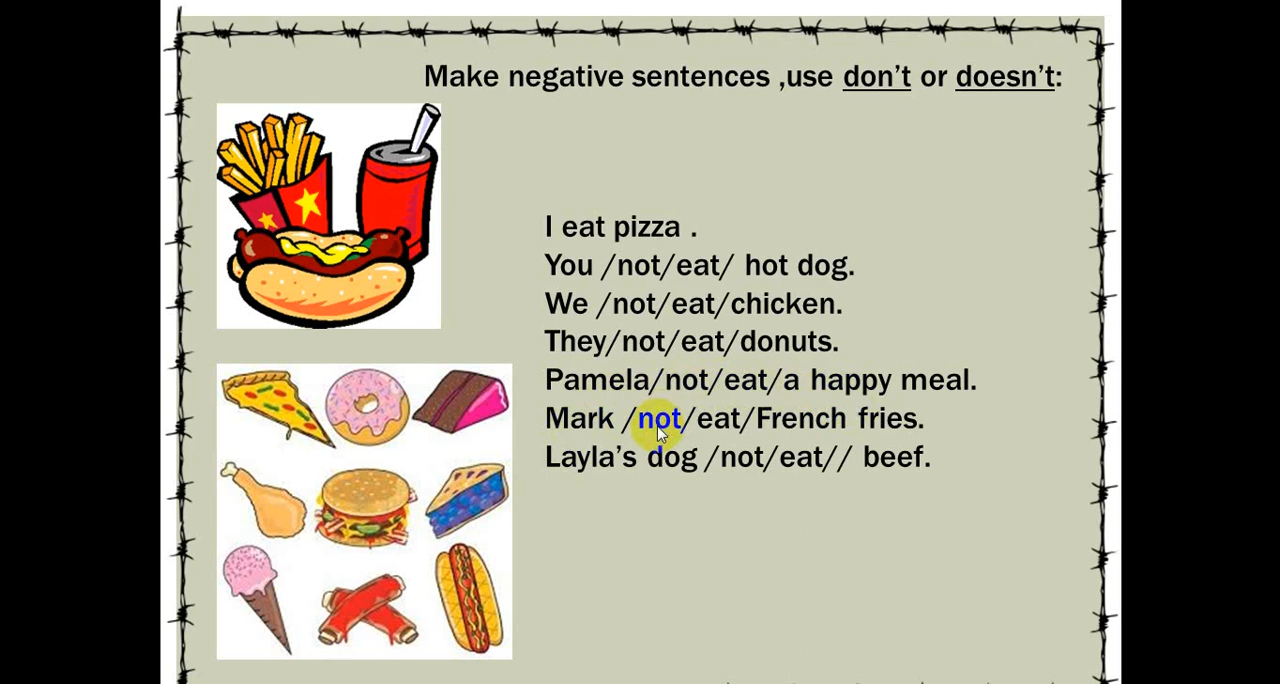 Make negative sentences ,use don't or doesn't:
I eat pizza .
You /not/eat/ hot dog.
We /not/eat/chicken.
They/not/eat/donuts.
Pamela/not/eat/a happy meal.
Mark /not/eat/French fries.
Layla's dog /not/eat// beef.